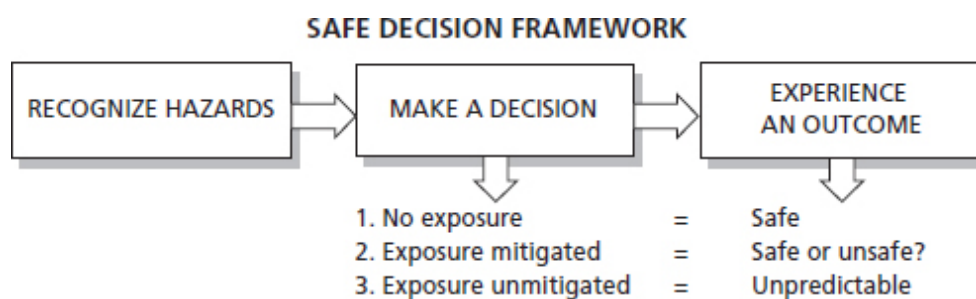 SAFE DECISION FRAMEWORK
RECOGNIZE HAZARDS
MAKE A DECISION
EXPERIENCE
AN OUTCOME
1. No exposure = Safe
2. Exposure mitigated = Safe or unsafe?
3. Exposure unmitigated = Unpredictable